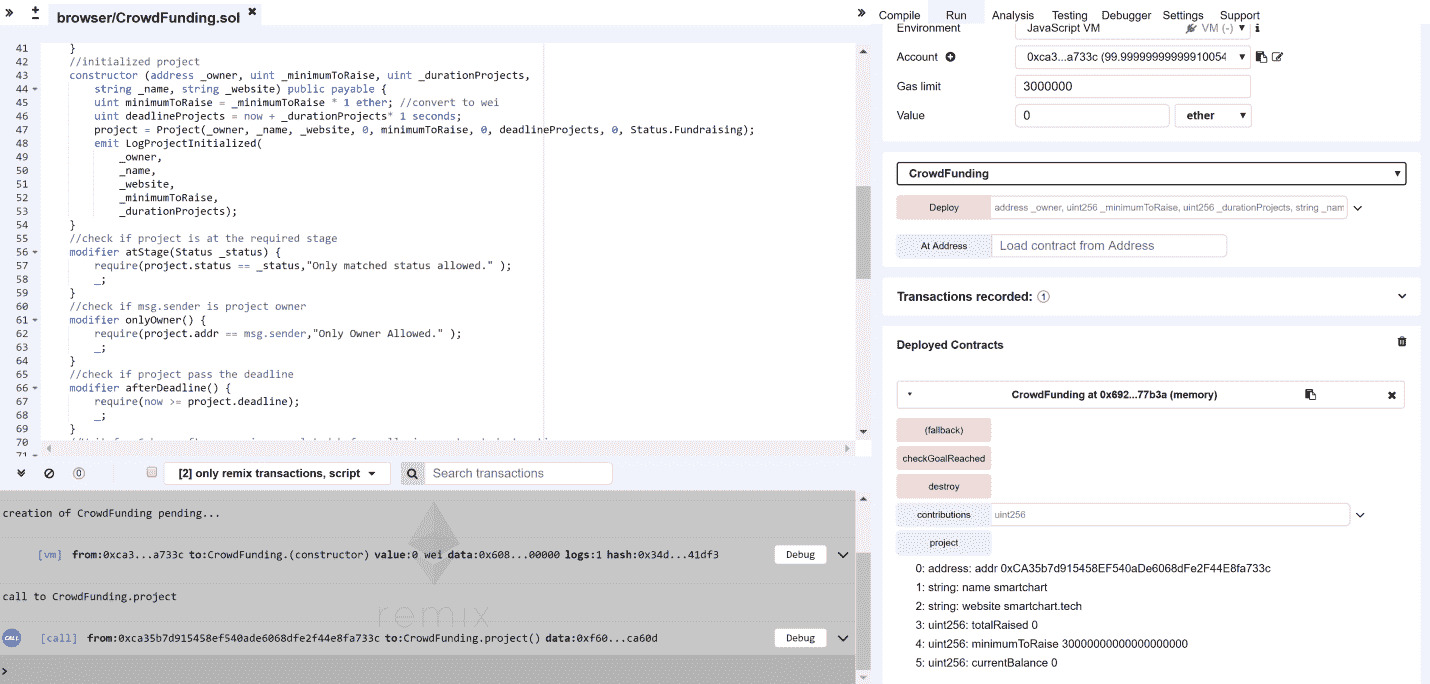 browser/CrowdFunding.sol
41 }
42 //initialized project
43 constructor (address _owner, uint _minimumToRaise, uint _durationProjects,
44 string _name, string _website) public payable {
45 uint minimumToRaise = _minimumToRaise * 1 ether; //convert to wei
46 uint deadlineProjects = now + _durationProjects* 1 seconds;
47 project = Project(_owner, _name, _website, 0, minimumToRaise, 0, deadlineProjects, 0, Status.Fundraising);
48 emit LogProjectInitialized(
49 _owner,
50 _name,
51 _website,
52 _minimumToRaise,
53 _durationProjects);
54 }
55 //check if project is at the required stage
56 modifier atStage(Status _status) {
57 require(project.status == _status,"Only matched status allowed." );
58 _;
59 }
60 //check if msg.sender is project owner
61 modifier onlyOwner() {
62 require(project.addr == msg.sender,"Only Owner Allowed." );
63 _;
64 }
65 //check if project pass the deadline
66 modifier afterDeadline() {
67 require(now >= project.deadline);
68 _;
69 }
70
71
0
[2] only remix transactions, script
Search transactions
creation of CrowdFunding pending...
[vm] from:0xca3...a733c to:CrowdFunding.(constructor) value:0 wei data:0x608...00000 logs:1 hash:0x34d...41df3
Debug
call to CrowdFunding.project
remix
CALL [call] from:0xca35b7d915458ef540ade6068dfe2f44e8fa733c to:CrowdFunding.project() data:0xf60...ca60d
Debug
>
Compile Run Analysis Testing Debugger Settings Support
Environment JavaScript VM VM (-) i
Account 0xca3...a733c (99.99999999999910054
Gas limit 3000000
Value 0 ether
CrowdFunding
Deploy address _owner, uint256 _minimumToRaise, uint256 _durationProjects, string _nam
At Address Load contract from Address
Transactions recorded: 1
Deployed Contracts
CrowdFunding at 0x692...77b3a (memory)
(fallback)
checkGoalReached
destroy
contributions uint256
project
0: address: addr 0xCA35b7d915458EF540aDe6068dFe2F44E8fa733c
1: string: name smartchart
2: string: website smartchart.tech
3: uint256: totalRaised 0
4: uint256: minimumToRaise 30000000000000000000
5: uint256: currentBalance 0